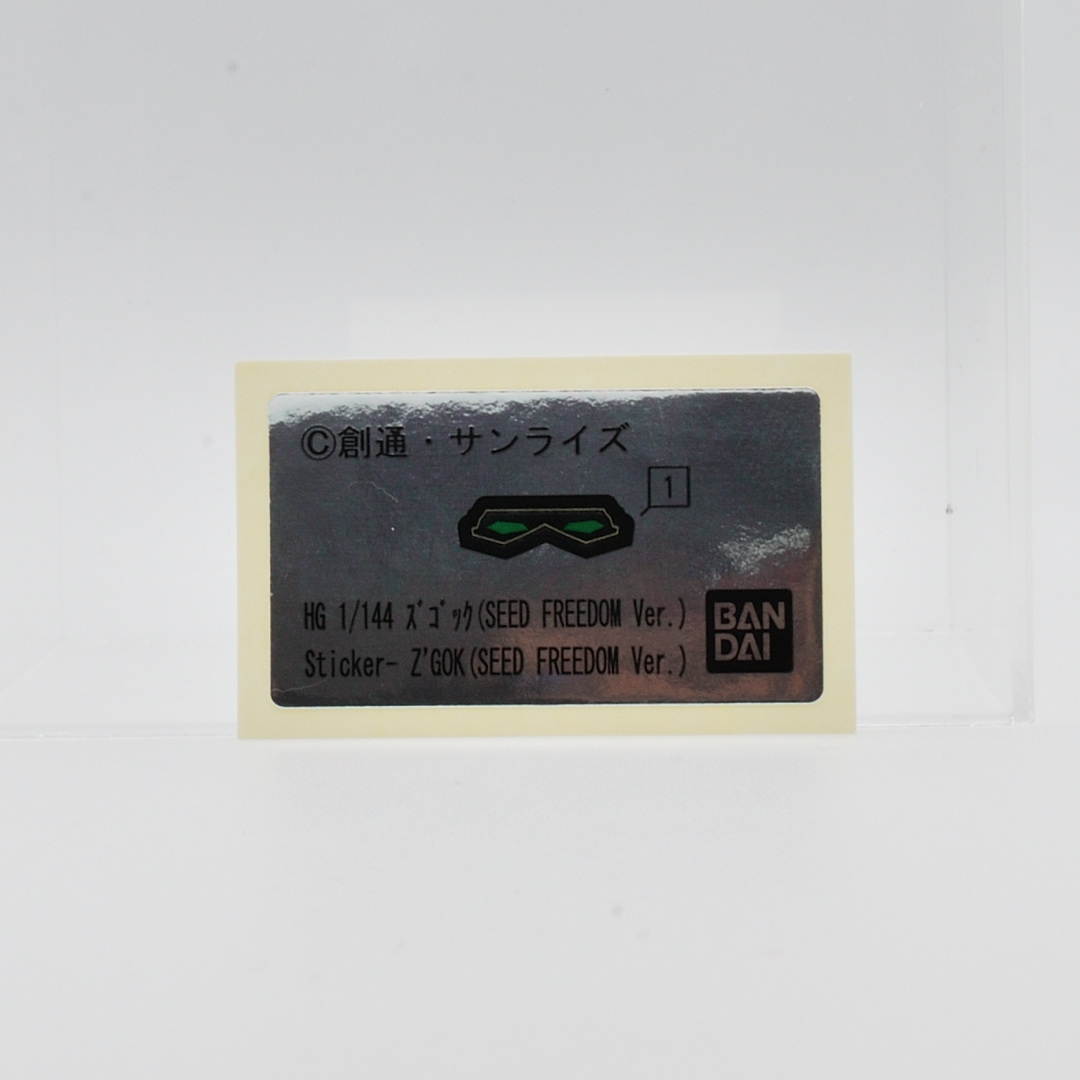 ©創通・サンライズ
1
HG 1/144 ｽﾞｺﾞｯｸ(SEED FREEDOM Ver.)
Sticker- Z'GOK(SEED FREEDOM Ver.)
BAN
DAI